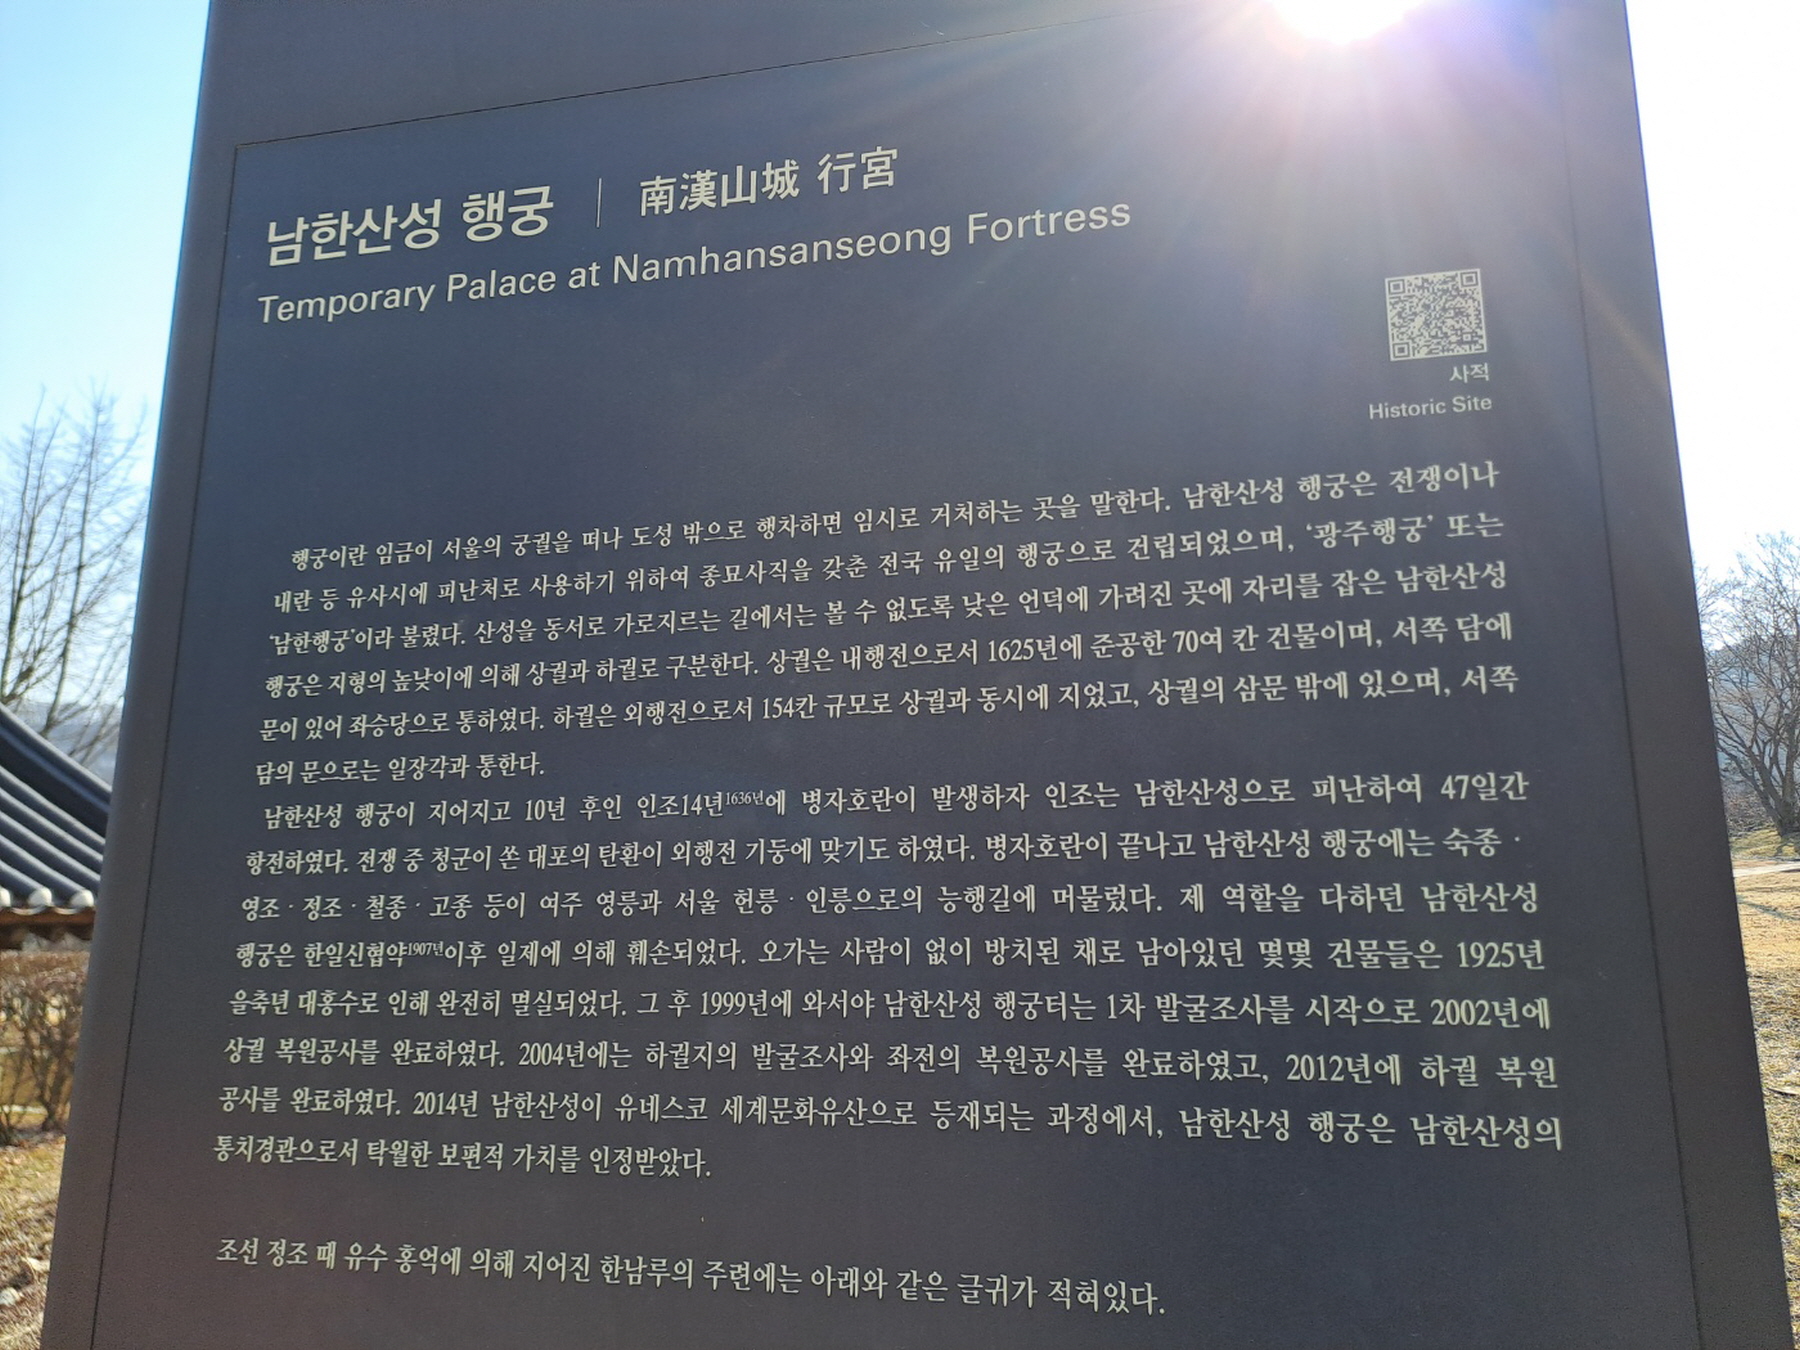 남한산성 행궁 | 南漢山城 行宮
Temporary Palace at Namhansanseong Fortress
사적
Historic Site
행궁이란 임금이 서울의 궁궐을 떠나 도성 밖으로 행차하면 임시로 거처하는 곳을 말한다. 남한산성 행궁은 전쟁이나
내란 등 유사시에 피난처로 사용하기 위하여 종묘사직을 갖춘 전국 유일의 행궁으로 건립되었으며, ‘광주행궁’ 또는
‘남한행궁’이라 불렸다. 산성을 동서로 가로지르는 길에서는 볼 수 없도록 낮은 언덕에 가려진 곳에 자리를 잡은 남한산성
행궁은 지형의 높낮이에 의해 상궐과 하궐로 구분한다. 상궐은 내행전으로서 1625년에 준공한 70여 칸 건물이며, 서쪽 담에
문이 있어 좌승당으로 통하였다. 하궐은 외행전으로서 154칸 규모로 상궐과 동시에 지었고, 상궐의 삼문 밖에 있으며, 서쪽
담의 문으로는 일장각과 통한다.
남한산성 행궁이 지어지고 10년 후인 인조14년1636년에 병자호란이 발생하자 인조는 남한산성으로 피난하여 47일간
항전하였다. 전쟁 중 청군이 쏜 대포의 탄환이 외행전 기둥에 맞기도 하였다. 병자호란이 끝나고 남한산성 행궁에는 숙종 ·
영조 · 정조 · 철종 · 고종 등이 여주 영릉과 서울 헌릉 · 인릉으로의 능행길에 머물렀다. 제 역할을 다하던 남한산성
행궁은 한일신협약1907년이후 일제에 의해 훼손되었다. 오가는 사람이 없이 방치된 채로 남아있던 몇몇 건물들은 1925년
을축년 대홍수로 인해 완전히 멸실되었다. 그 후 1999년에 와서야 남한산성 행궁터는 1차 발굴조사를 시작으로 2002년에
상궐 복원공사를 완료하였다. 2004년에는 하궐지의 발굴조사와 좌전의 복원공사를 완료하였고, 2012년에 하궐 복원
공사를 완료하였다. 2014년 남한산성이 유네스코 세계문화유산으로 등재되는 과정에서, 남한산성 행궁은 남한산성의
통치경관으로서 탁월한 보편적 가치를 인정받았다.
조선 정조 때 유수 홍억에 의해 지어진 한남루의 주련에는 아래와 같은 글귀가 적혀있다.